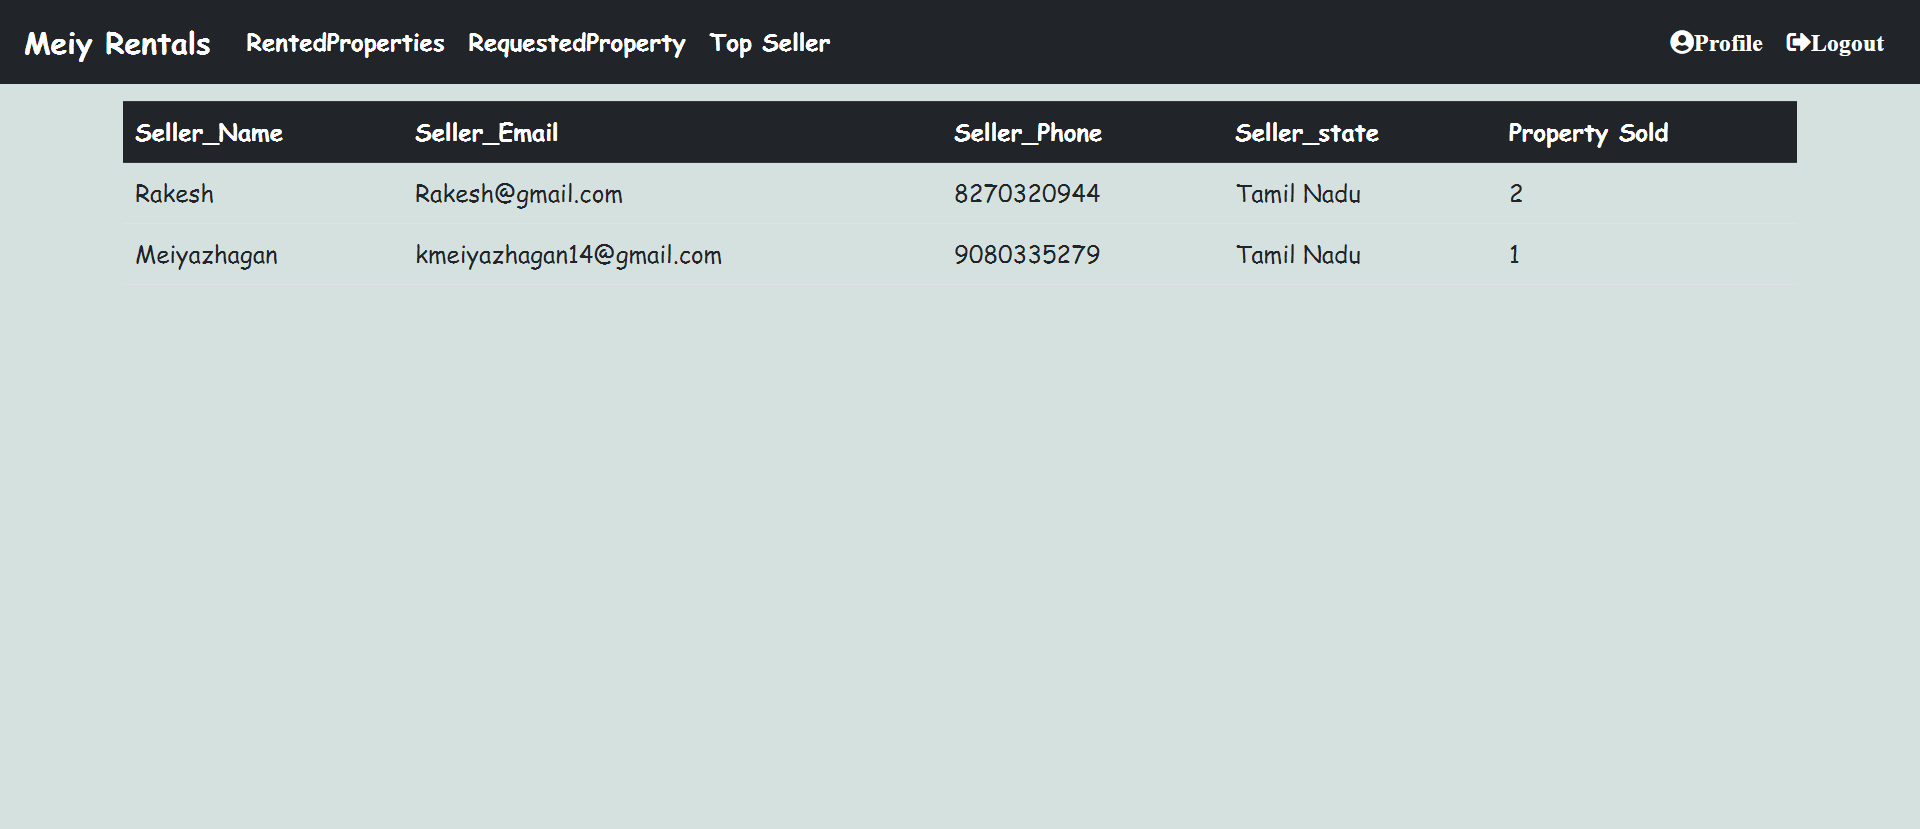 Meiy Rentals RentedProperties RequestedProperty Top Seller Profile Logout
Seller_Name Seller_Email Seller_Phone Seller_state Property Sold
Rakesh Rakesh@gmail.com 8270320944 Tamil Nadu 2
Meiyazhagan kmeiyazhagan14@gmail.com 9080335279 Tamil Nadu 1